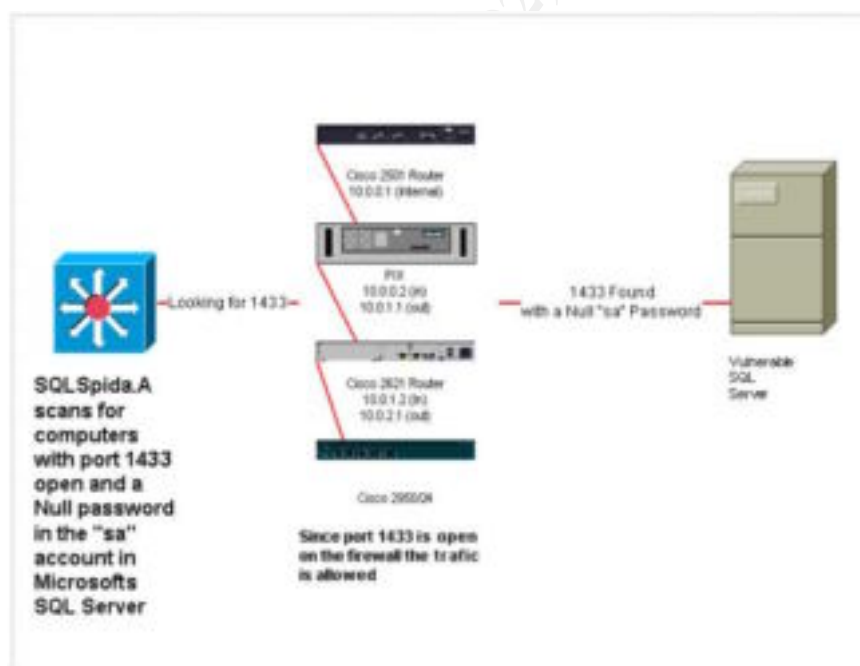 Cisco 2501 Router
10.0.0.1 (Internal)
PIX
10.0.0.2 (in)
10.0.1.1 (out)
Looking for 1433
1433 Found
with a Null "sa" Password
Cisco 2621 Router
10.0.1.2 (in)
10.0.2.1 (out)
Vulnerable
SQL
Server
SQLSpida.A
scans for
computers
with port 1433
open and a
Null password
in the "sa"
account in
Microsofts
SQL Server
Cisco
Since port 1433 is open
on the firewall the trafic
is allowed